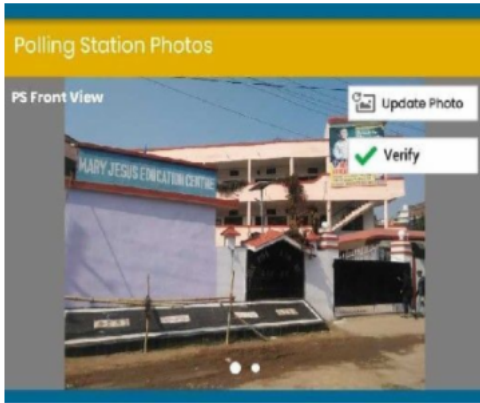 Polling Station Photos
PS Front View
Update Photo
Verify
MARY JESUS EDUCATION CENTRE